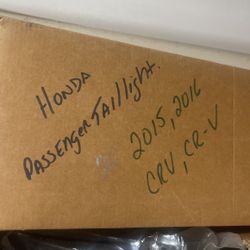 HONDA
PASSENGER TAillight.
2015, 2016
CRV, CR-V